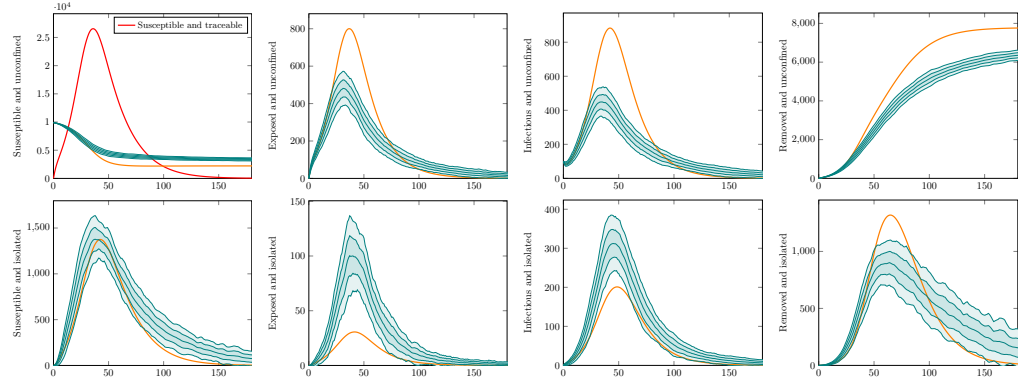 ·10⁴
Susceptible and unconfined
2.5
2
1.5
1
0.5
0
0 50 100 150
Susceptible and traceable
Exposed and unconfined
800
600
400
200
0
0 50 100 150
Infectious and unconfined
800
600
400
200
0
0 50 100 150
Removed and unconfined
8,000
6,000
4,000
2,000
0
0 50 100 150
Susceptible and isolated
1,500
1,000
500
0
0 50 100 150
Exposed and isolated
150
100
50
0
0 50 100 150
Infectious and isolated
400
300
200
100
0
0 50 100 150
Removed and isolated
1,000
500
0
0 50 100 150